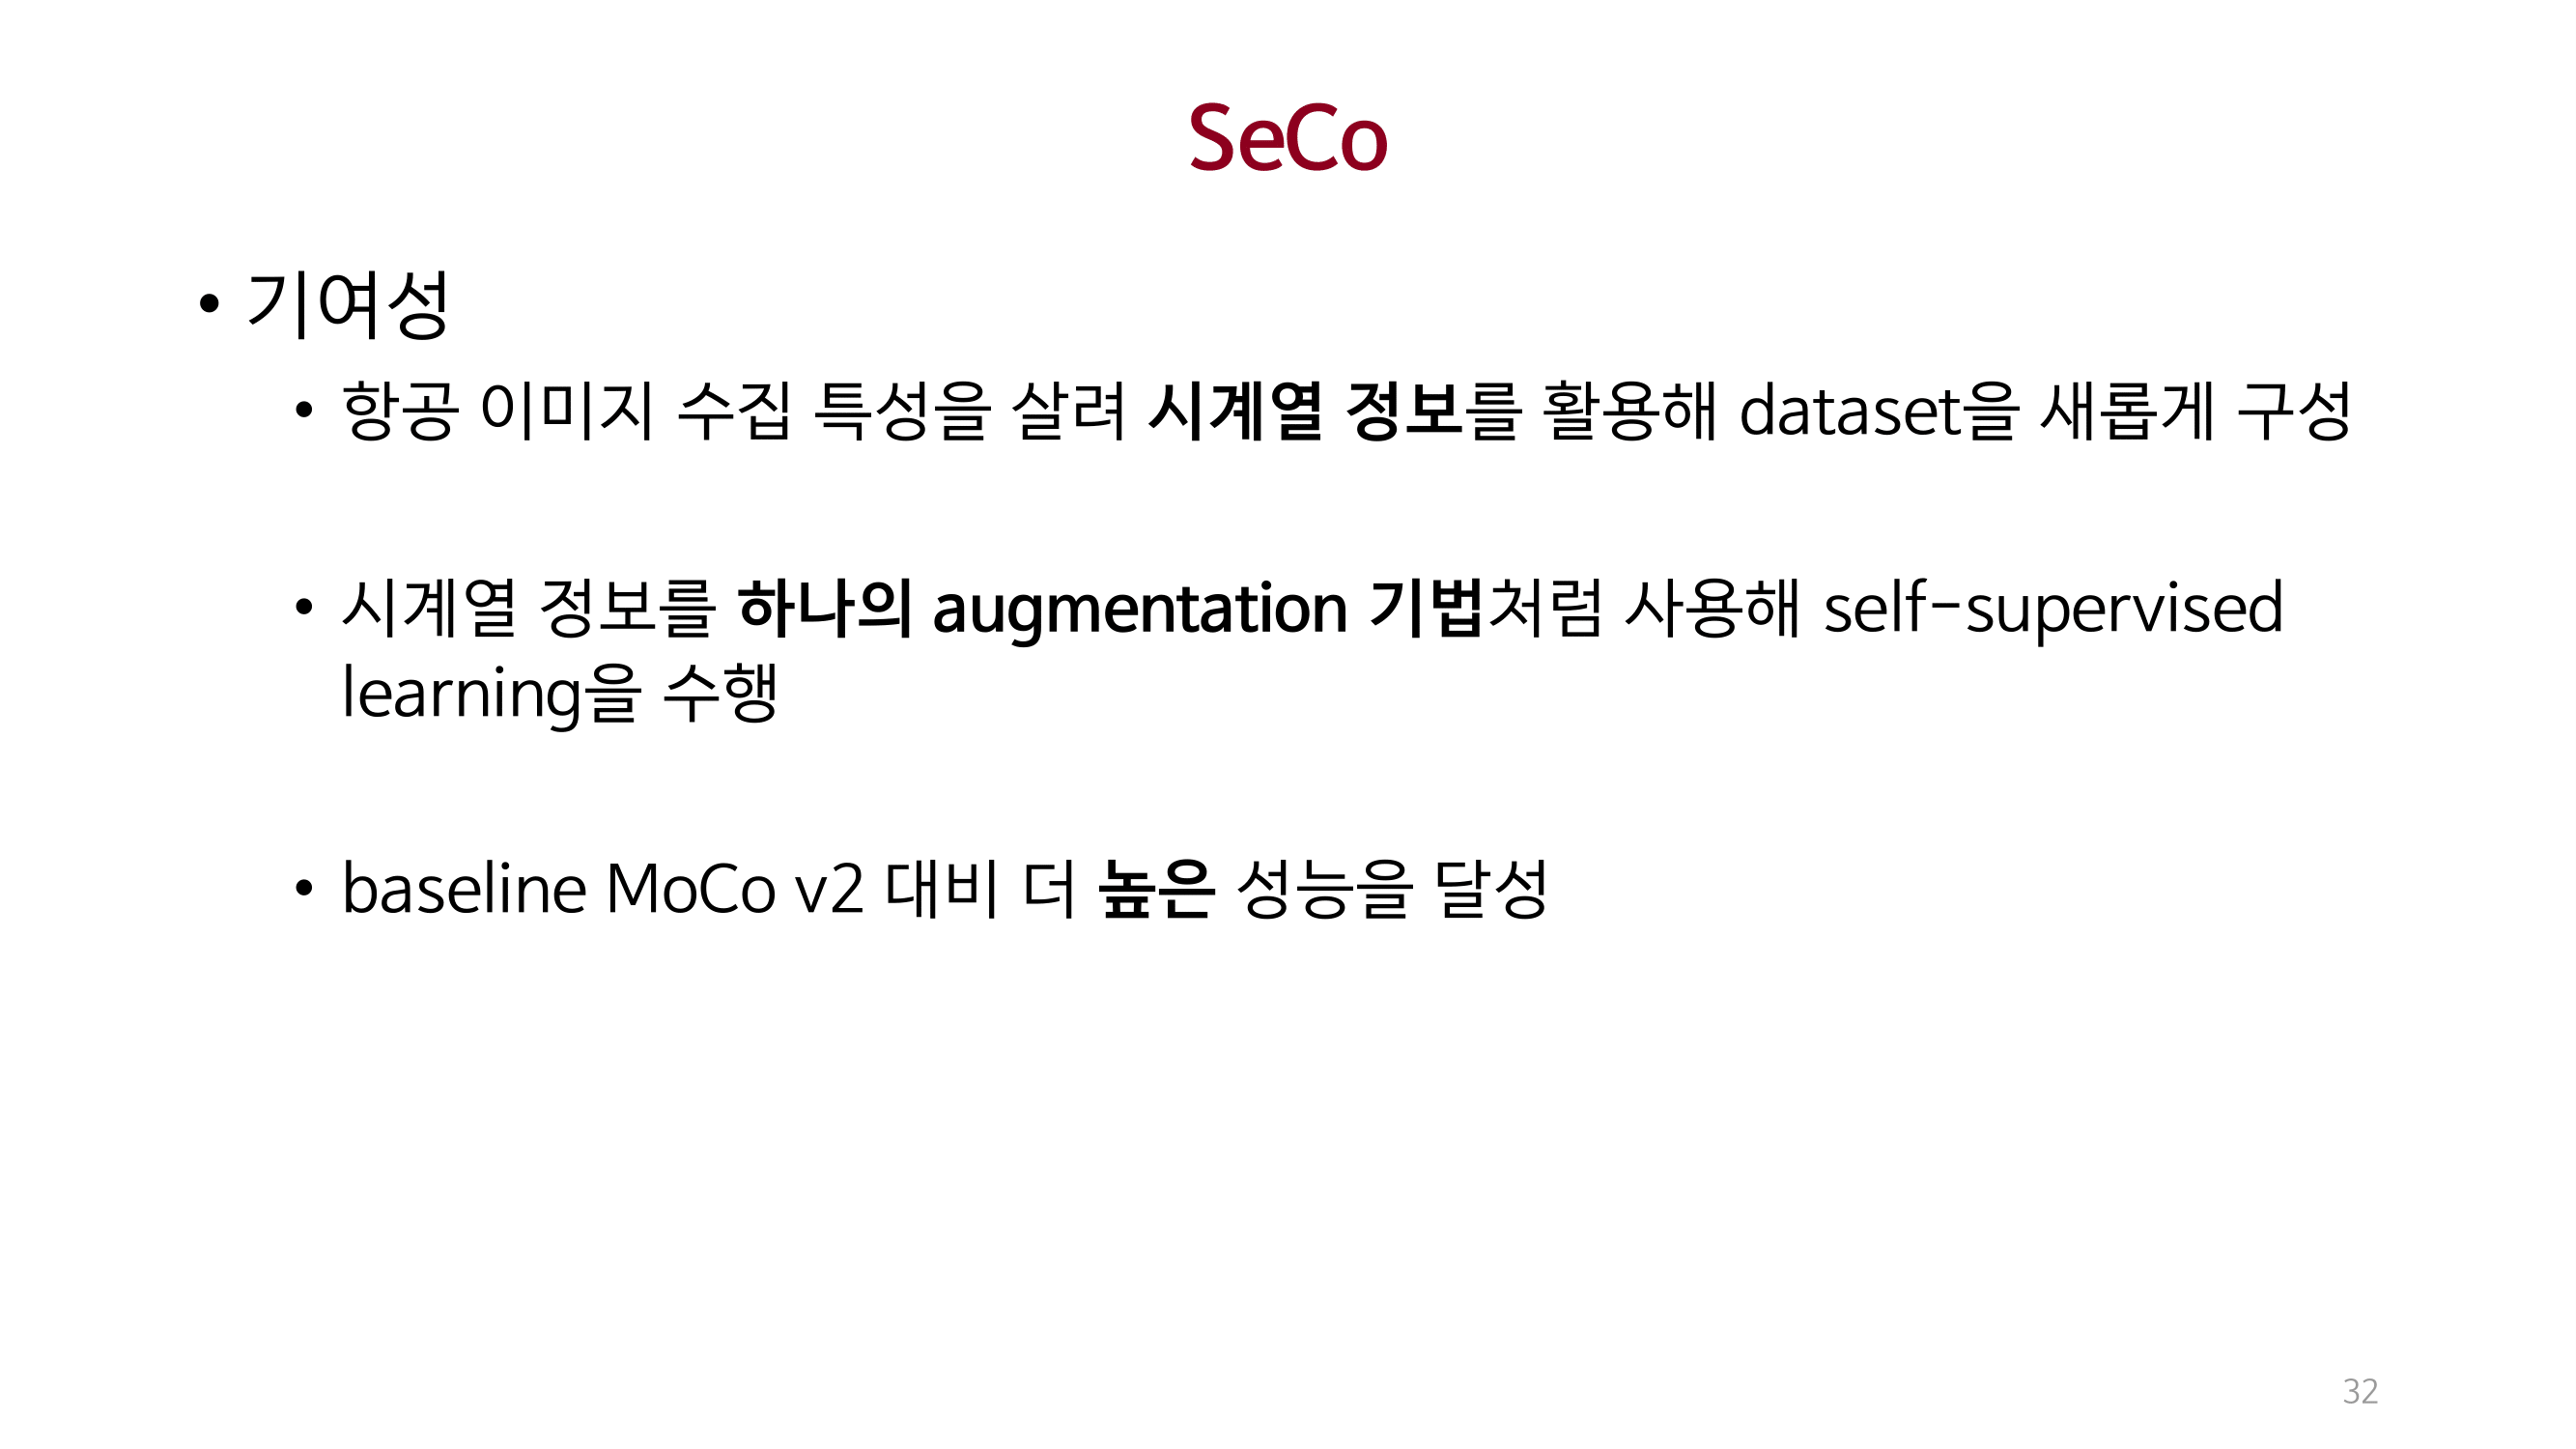 SeCo
• 기여성
• 항공 이미지 수집 특성을 살려 시계열 정보를 활용해 dataset을 새롭게 구성
• 시계열 정보를 하나의 augmentation 기법처럼 사용해 self-supervised
learning을 수행
• baseline MoCo v2 대비 더 높은 성능을 달성
32